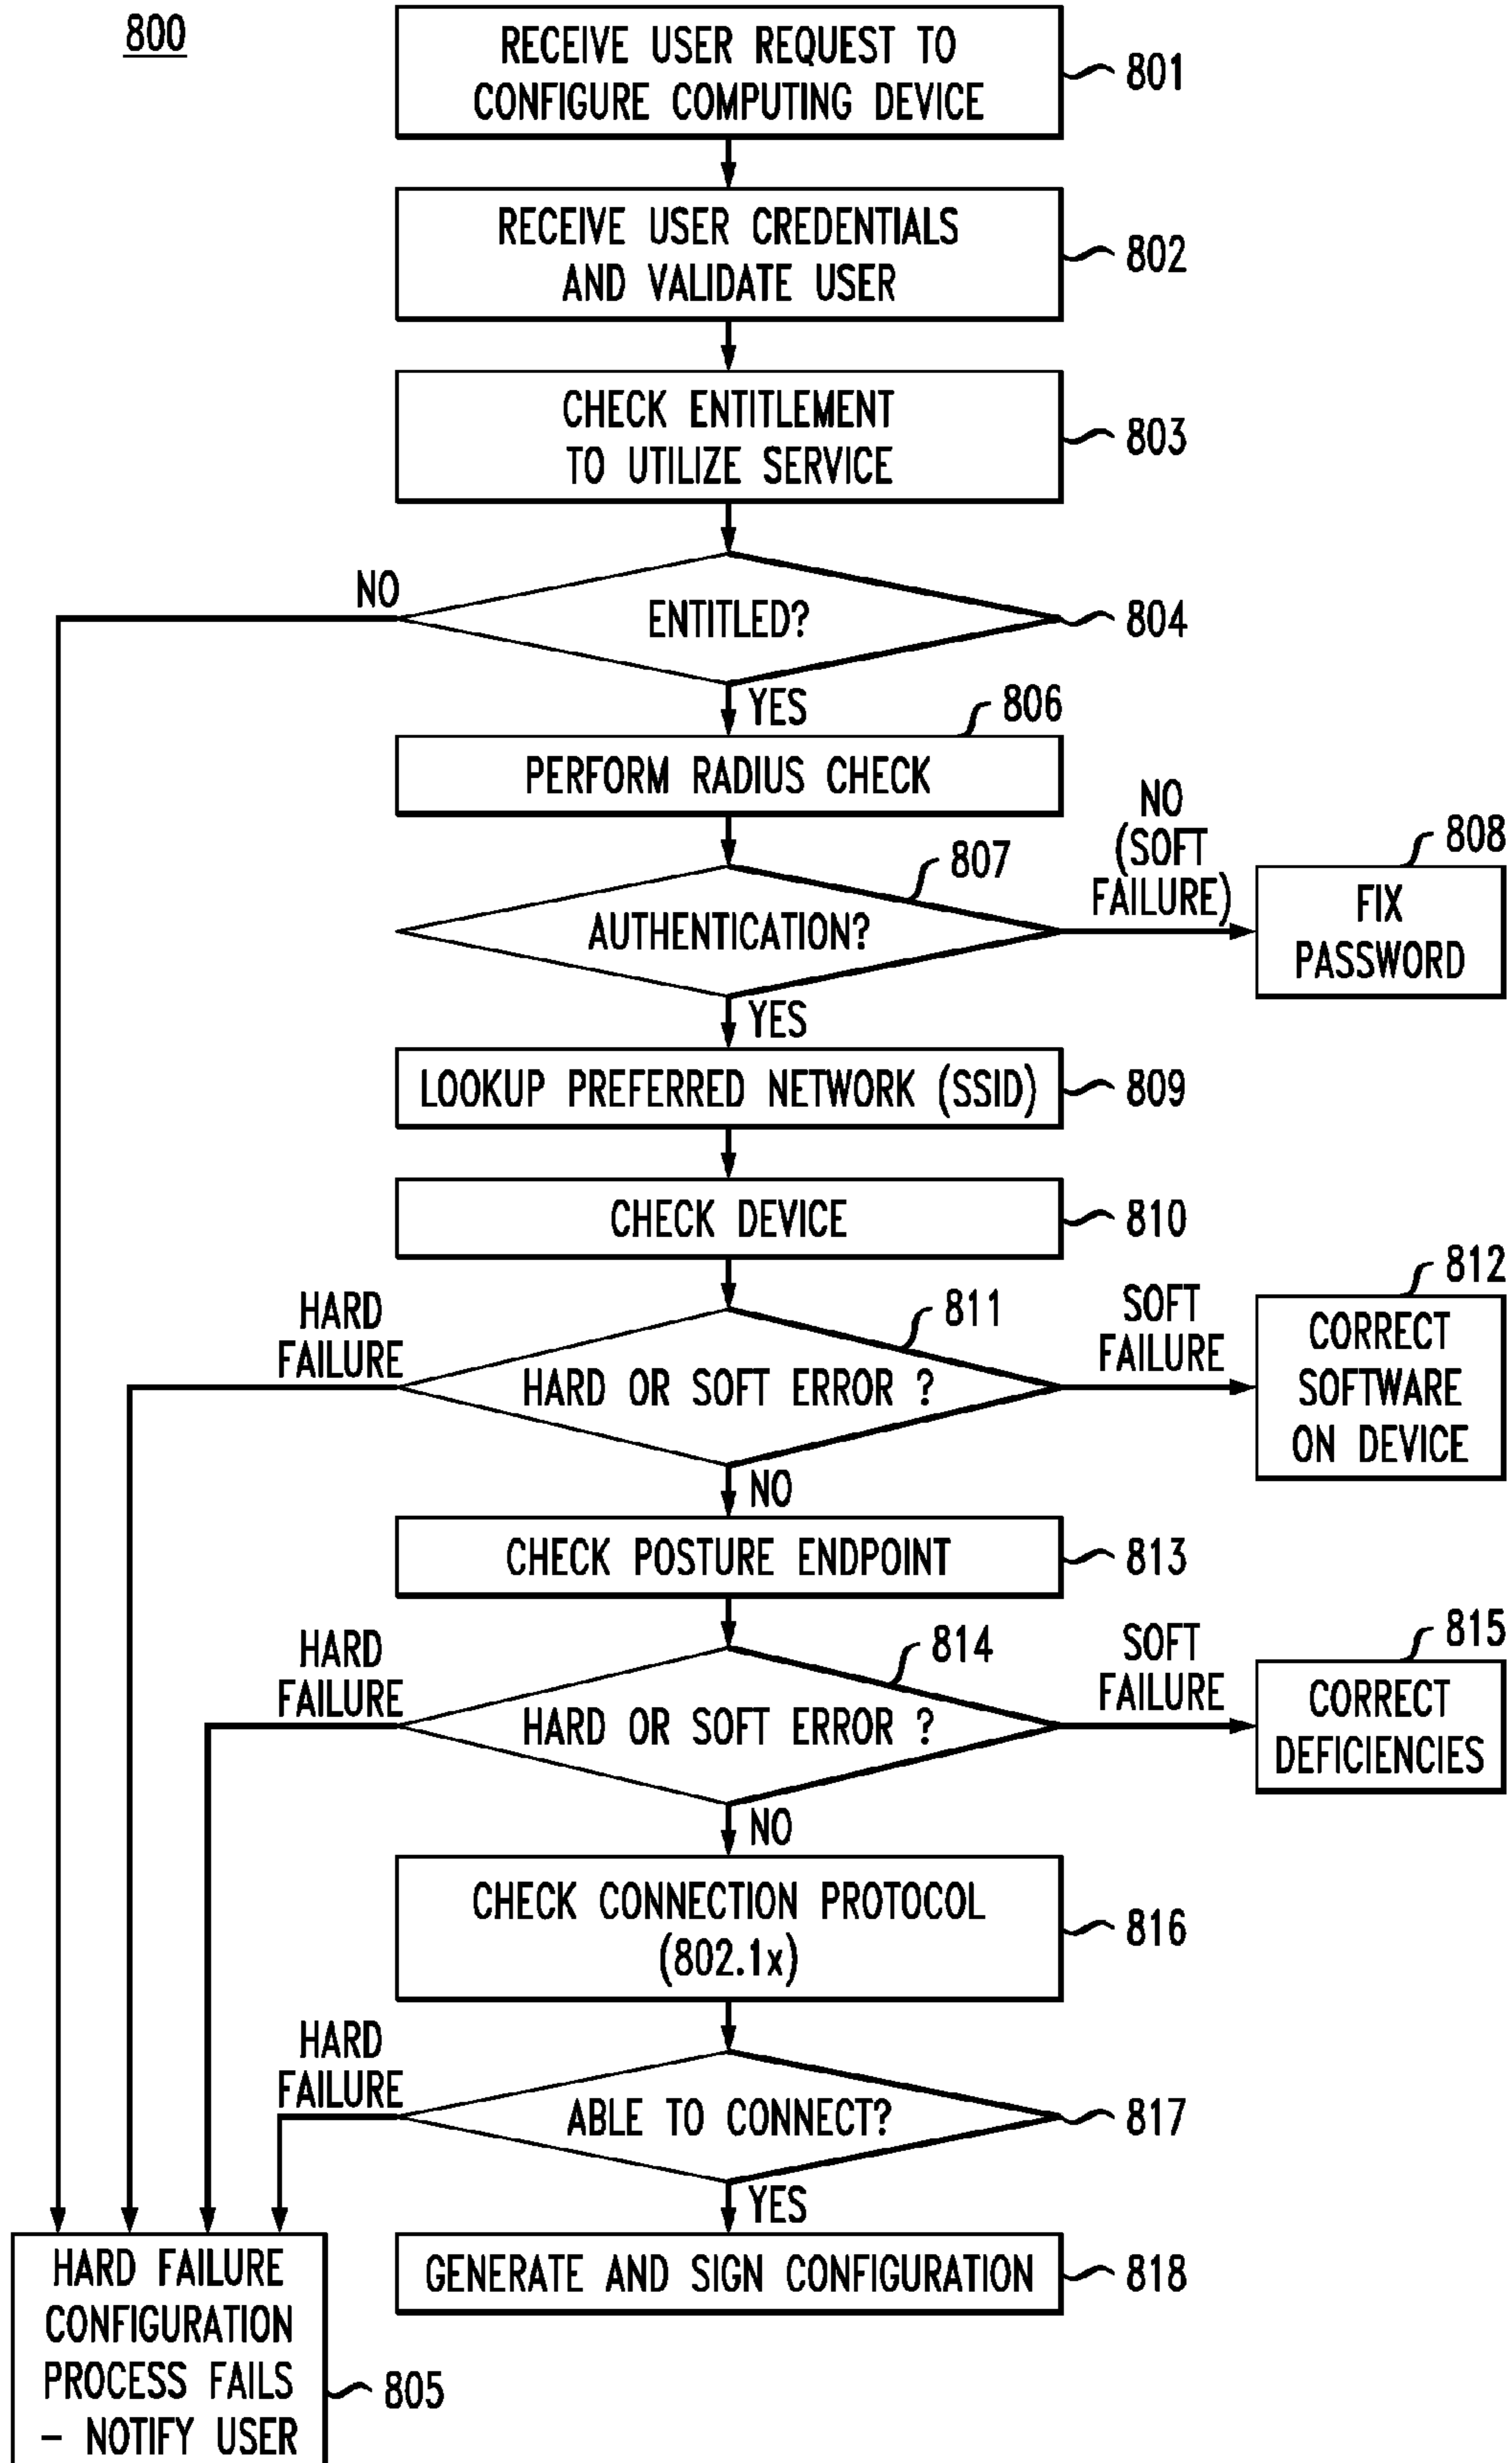 800
RECEIVE USER REQUEST TO
CONFIGURE COMPUTING DEVICE
801
RECEIVE USER CREDENTIALS
AND VALIDATE USER
802
CHECK ENTITLEMENT
TO UTILIZE SERVICE
803
NO
ENTITLED?
804
YES
806
PERFORM RADIUS CHECK
NO
(SOFT
FAILURE)
807
AUTHENTICATION?
808
FIX
PASSWORD
YES
LOOKUP PREFERRED NETWORK (SSID)
809
CHECK DEVICE
810
HARD
FAILURE
811
HARD OR SOFT ERROR ?
SOFT
FAILURE
812
CORRECT
SOFTWARE
ON DEVICE
NO
CHECK POSTURE ENDPOINT
813
HARD
FAILURE
814
HARD OR SOFT ERROR ?
SOFT
FAILURE
815
CORRECT
DEFICIENCIES
NO
CHECK CONNECTION PROTOCOL
(802.1x)
816
HARD
FAILURE
ABLE TO CONNECT?
817
YES
GENERATE AND SIGN CONFIGURATION
818
HARD FAILURE
CONFIGURATION
PROCESS FAILS
– NOTIFY USER
805